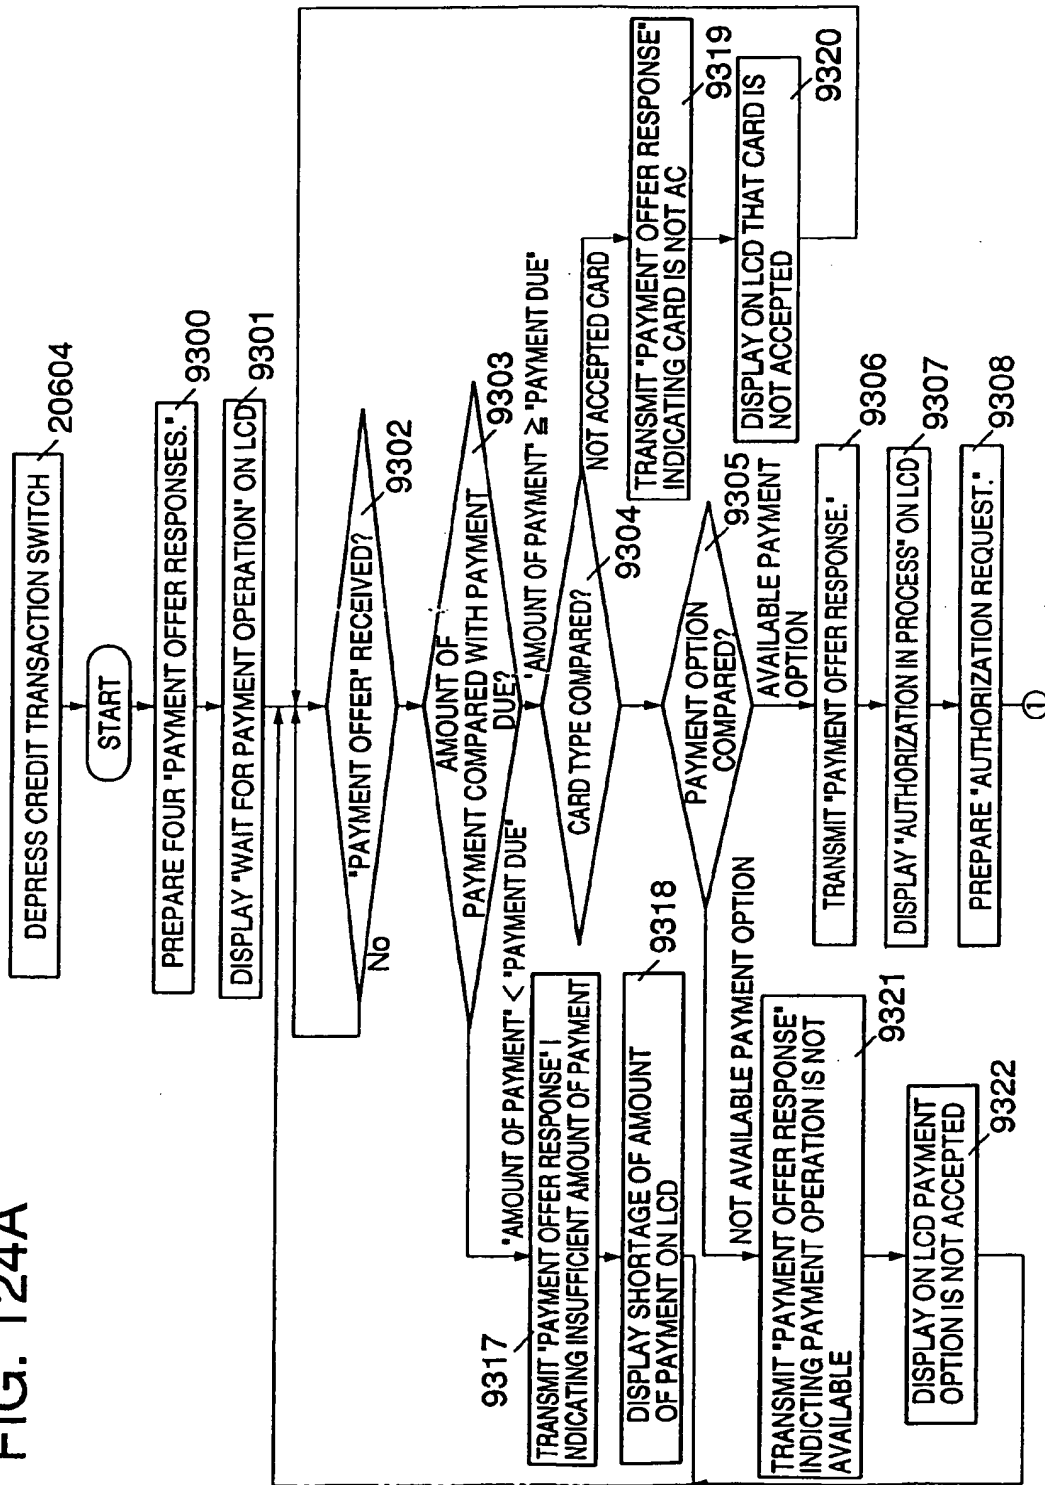 FIG. 124A
DEPRESS CREDIT TRANSACTION SWITCH
20604
START
PREPARE FOUR "PAYMENT OFFER RESPONSES."
9300
DISPLAY "WAIT FOR PAYMENT OPERATION" ON LCD
9301
"PAYMENT OFFER" RECEIVED?
9302
No
AMOUNT OF
PAYMENT COMPARED WITH PAYMENT
DUE?
9303
"AMOUNT OF PAYMENT" < "PAYMENT DUE"
"AMOUNT OF PAYMENT" ≧ "PAYMENT DUE"
9317
TRANSMIT "PAYMENT OFFER RESPONSE"
NDICATING INSUFFICIENT AMOUNT OF PAYMENT
DISPLAY SHORTAGE OF AMOUNT
OF PAYMENT ON LCD
9318
CARD TYPE COMPARED?
9304
NOT ACCEPTED CARD
TRANSMIT "PAYMENT OFFER RESPONSE"
INDICATING CARD IS NOT AC
9319
DISPLAY ON LCD THAT CARD IS
NOT ACCEPTED
9320
PAYMENT OPTION
COMPARED?
9305
NOT AVAILABLE PAYMENT OPTION
AVAILABLE PAYMENT
OPTION
TRANSMIT "PAYMENT OFFER RESPONSE"
INDICTING PAYMENT OPERATION IS NOT
AVAILABLE
9321
DISPLAY ON LCD PAYMENT
OPTION IS NOT ACCEPTED
9322
TRANSMIT "PAYMENT OFFER RESPONSE."
9306
DISPLAY "AUTHORIZATION IN PROCESS" ON LCD
9307
PREPARE "AUTHORIZATION REQUEST."
9308
1